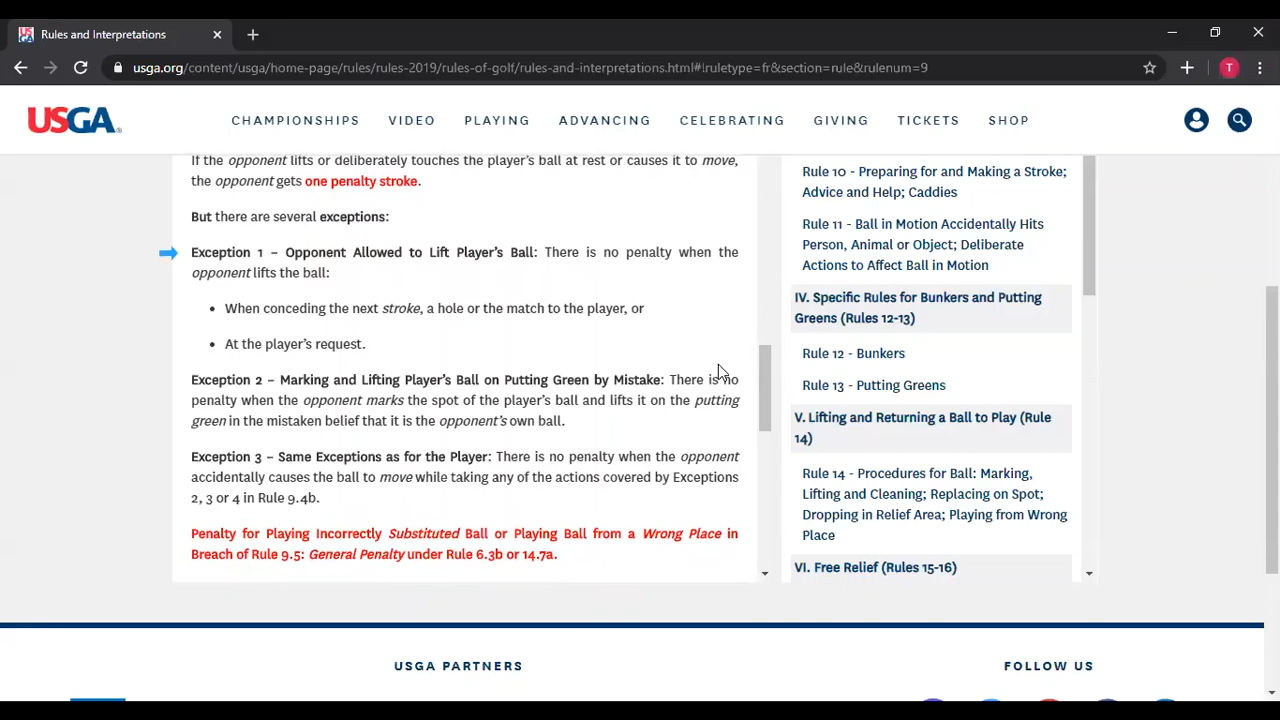 Rules and Interpretations
usga.org/content/usga/home-page/rules/rules-2019/rules-of-golf/rules-and-interpretations.html#!ruletype=fr&section=rule&rulenum=9
T
USGA
CHAMPIONSHIPS VIDEO PLAYING ADVANCING CELEBRATING GIVING TICKETS SHOP
If the opponent lifts or deliberately touches the player's ball at rest or causes it to move,
the opponent gets one penalty stroke.
But there are several exceptions:
Exception 1 – Opponent Allowed to Lift Player's Ball: There is no penalty when the
opponent lifts the ball:
• When conceding the next stroke, a hole or the match to the player, or
• At the player's request.
Exception 2 – Marking and Lifting Player's Ball on Putting Green by Mistake: There is no
penalty when the opponent marks the spot of the player's ball and lifts it on the putting
green in the mistaken belief that it is the opponent's own ball.
Exception 3 – Same Exceptions as for the Player: There is no penalty when the opponent
accidentally causes the ball to move while taking any of the actions covered by Exceptions
2, 3 or 4 in Rule 9.4b.
Penalty for Playing Incorrectly Substituted Ball or Playing Ball from a Wrong Place in
Breach of Rule 9.5: General Penalty under Rule 6.3b or 14.7a.
Rule 10 - Preparing for and Making a Stroke;
Advice and Help; Caddies
Rule 11 - Ball in Motion Accidentally Hits
Person, Animal or Object; Deliberate
Actions to Affect Ball in Motion
IV. Specific Rules for Bunkers and Putting
Greens (Rules 12-13)
Rule 12 - Bunkers
Rule 13 - Putting Greens
V. Lifting and Returning a Ball to Play (Rule
14)
Rule 14 - Procedures for Ball: Marking,
Lifting and Cleaning; Replacing on Spot;
Dropping in Relief Area; Playing from Wrong
Place
VI. Free Relief (Rules 15-16)
USGA PARTNERS
FOLLOW US